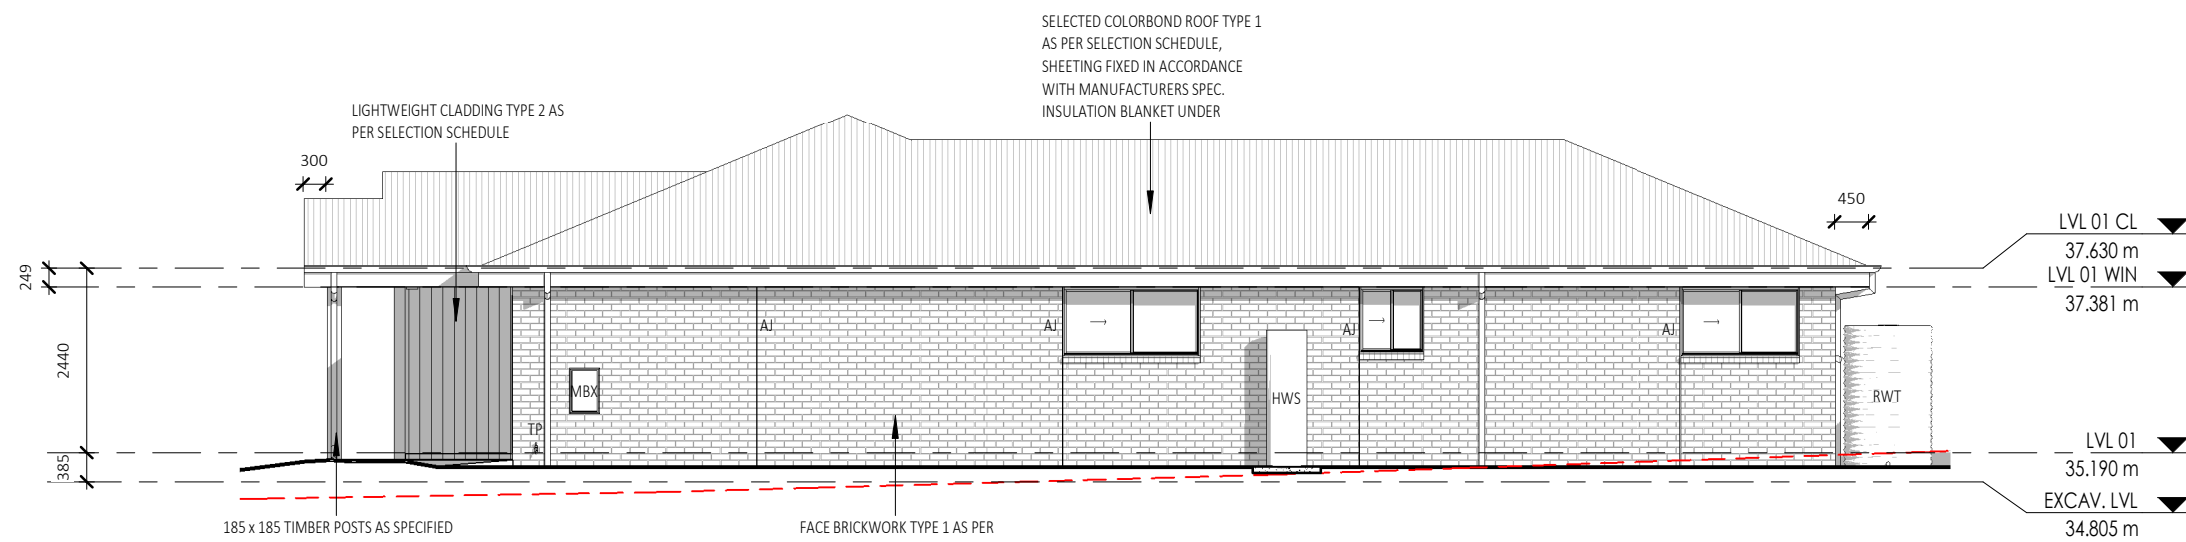 SELECTED COLORBOND ROOF TYPE 1
AS PER SELECTION SCHEDULE,
SHEETING FIXED IN ACCORDANCE
WITH MANUFACTURERS SPEC.
INSULATION BLANKET UNDER
LIGHTWEIGHT CLADDING TYPE 2 AS
PER SELECTION SCHEDULE
300
450
LVL 01 CL
37.630 m
LVL 01 WIN
37.381 m
249
2440
385
AJ
AJ
AJ
AJ
MBX
HWS
RWT
TP
LVL 01
35.190 m
EXCAV. LVL
34.805 m
185 x 185 TIMBER POSTS AS SPECIFIED
FACE BRICKWORK TYPE 1 AS PER